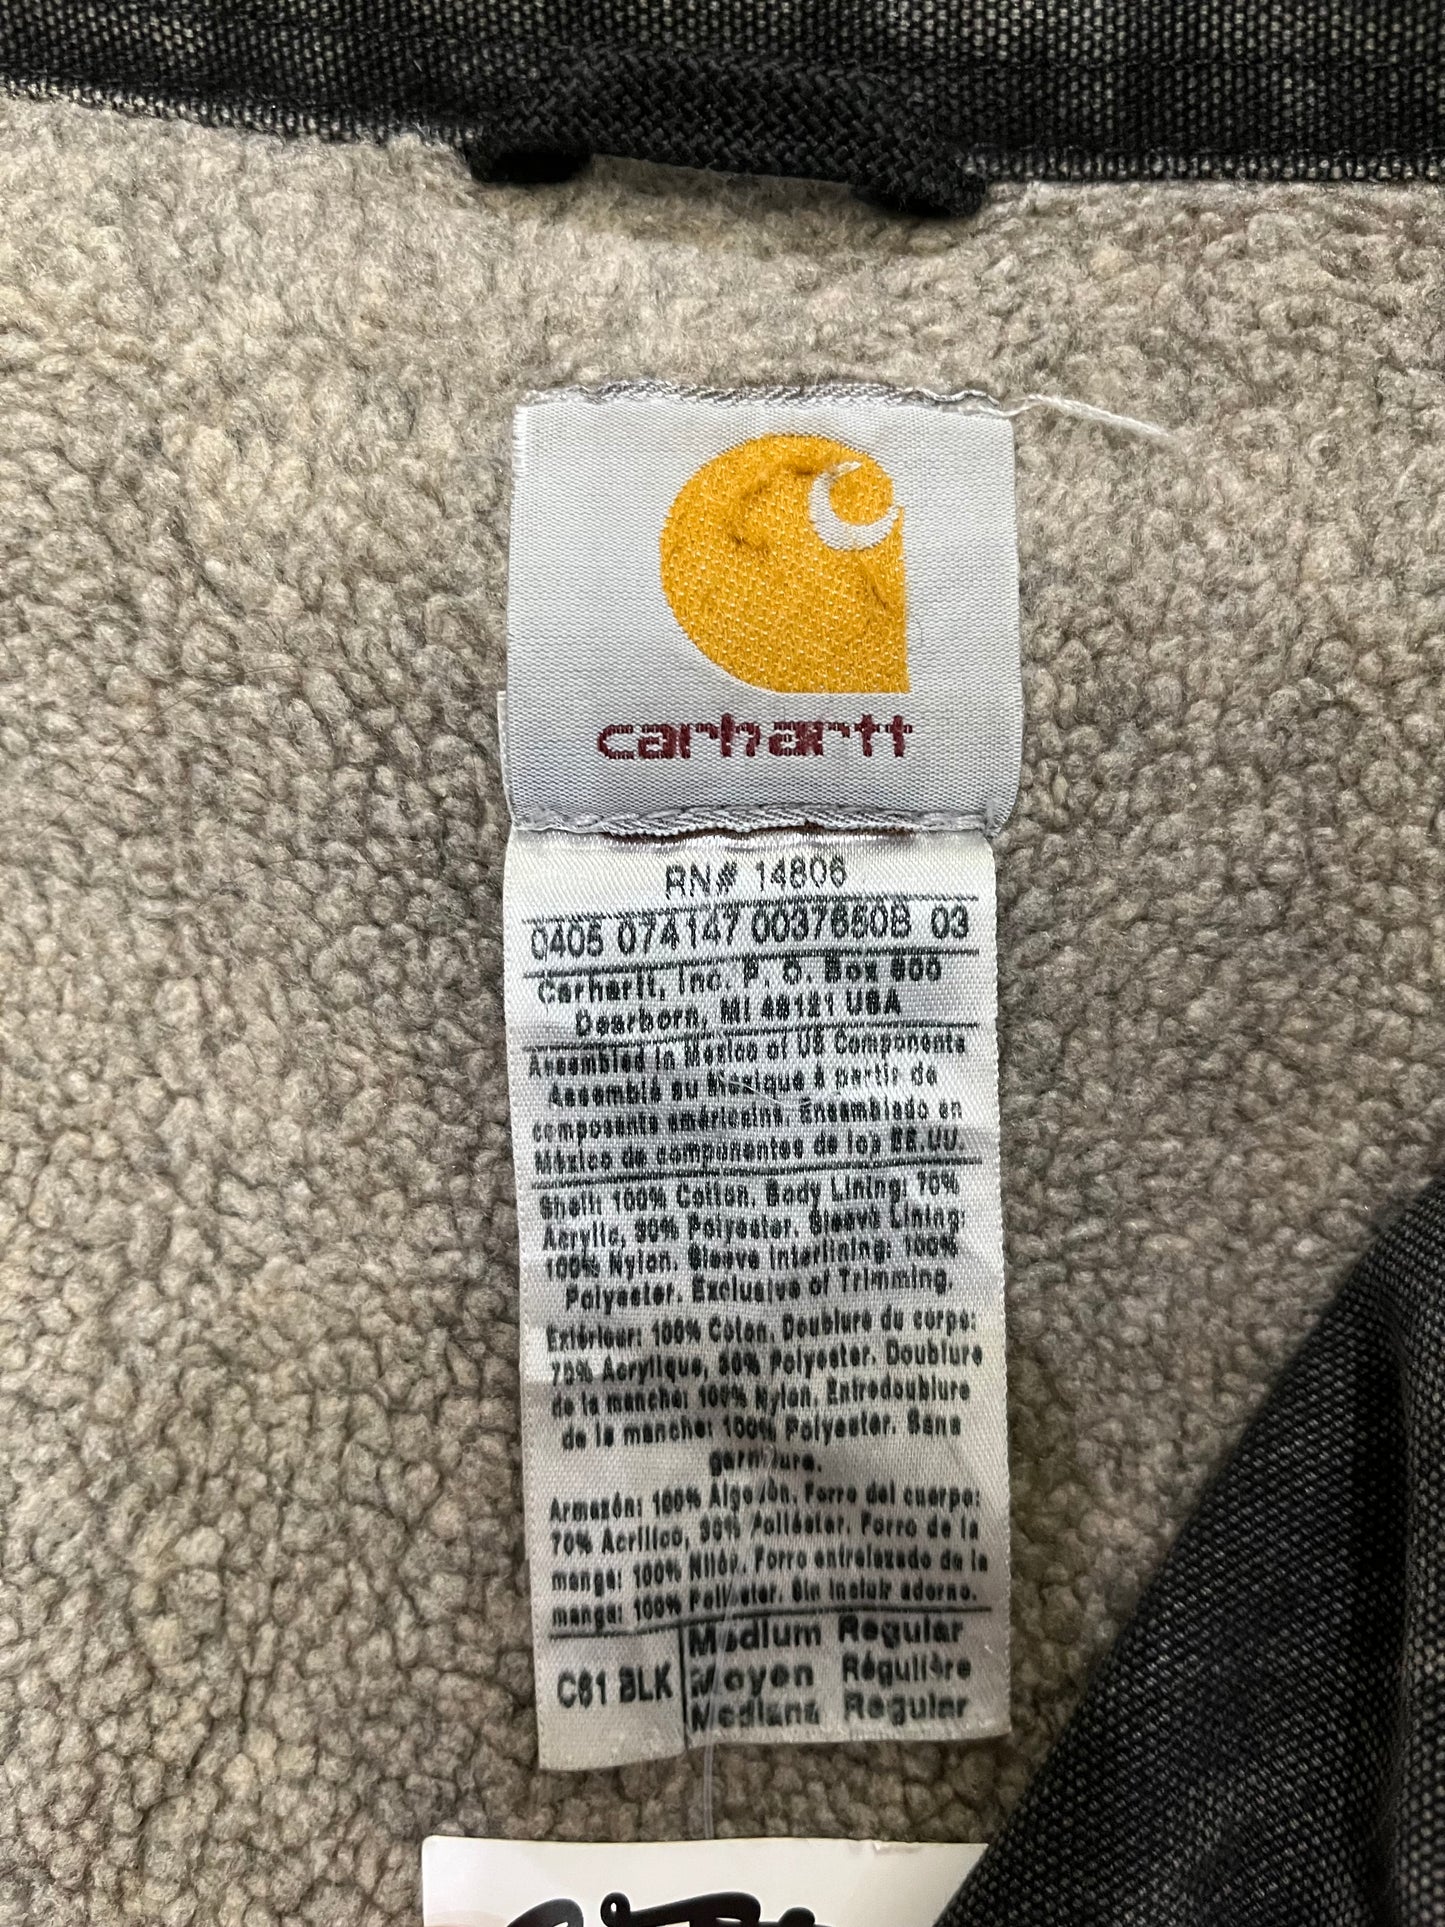 carhartt
RN# 14806
0405 074147 0037650B 03
Carhartt, Inc. P. O. Box 600
Dearborn, MI 48121 USA
Assembled in Mexico of US Components
Assemblé au Mexique à partir de
composants américains. Ensamblado en
México de componentes de los EE.UU.
Shell: 100% Cotton. Body Lining: 70%
Acrylic, 30% Polyester. Sleeve Lining:
100% Nylon. Sleeve Interlining: 100%
Polyester. Exclusive of Trimming.
Extérieur: 100% Coton. Doublure du corps:
70% Acrylique, 30% Polyester. Doublure
de la manche: 100% Nylon. Entredoublure
de la manche: 100% Polyester. Sans
garniture.
Armazón: 100% Algodón. Forro del cuerpo:
70% Acrílico, 30% Poliéster. Forro de la
manga: 100% Nilón. Forro entrelazado de la
manga: 100% Poliéster. Sin incluir adorno.
C61 BLK
Medium Regular
Moyen Régulière
Mediana Regular